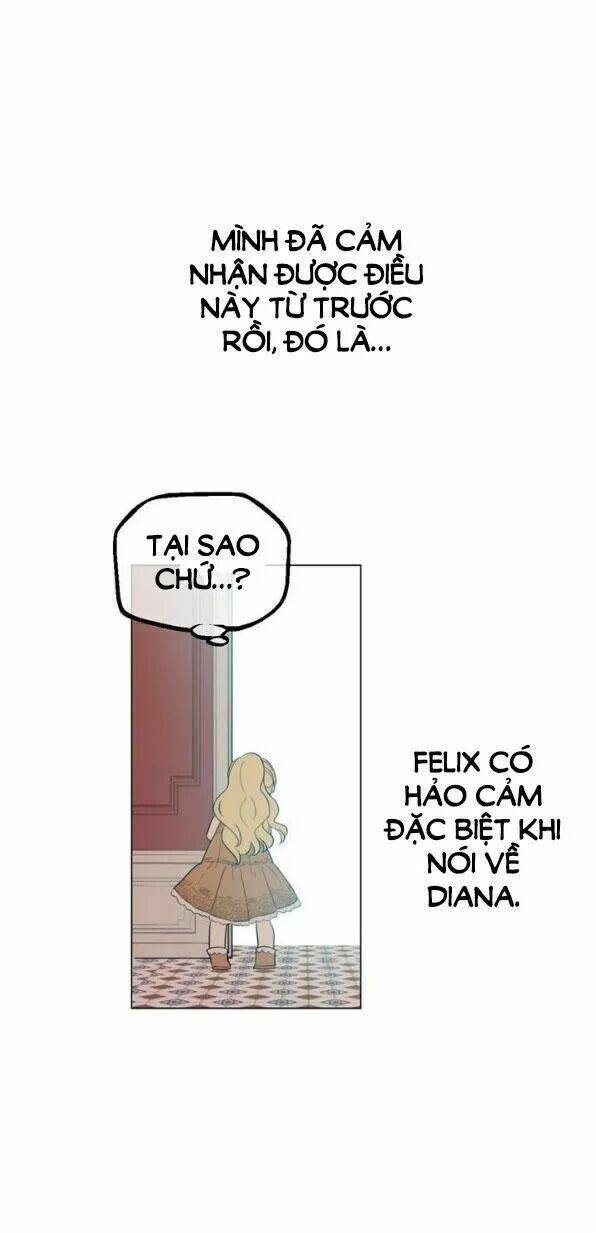 MÌNH ĐÃ CẢM
NHẬN ĐƯỢC ĐIỀU
NÀY TỪ TRƯỚC
RỒI, ĐÓ LÀ...
TẠI SAO
CHỨ...?
FELIX CÓ
HẢO CẢM
ĐẶC BIỆT KHI
NÓI VỀ
DIANA.